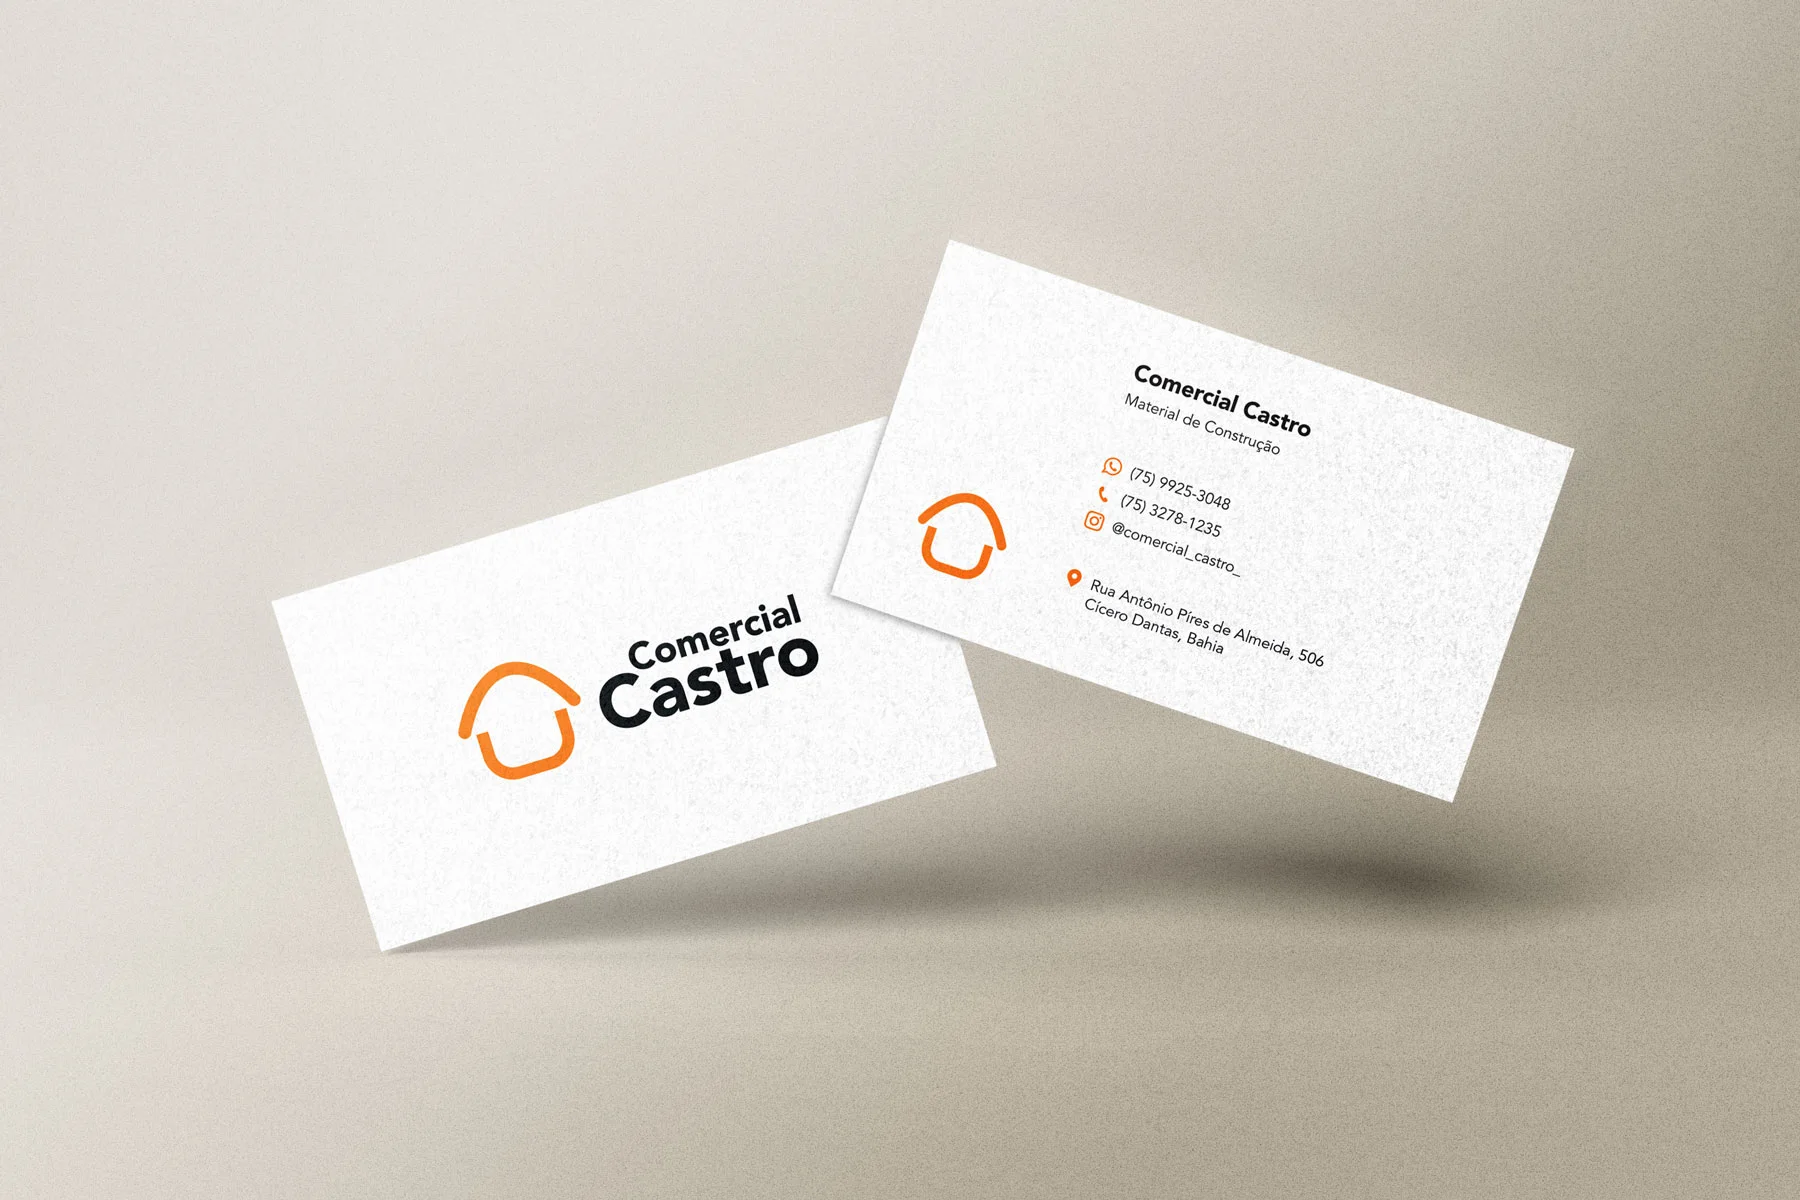 Comercial
Castro
Comercial Castro
Material de Construção
(75) 9925-3048
(75) 3278-1235
@comercial_castro_
Rua Antônio Píres de Almeida, 506
Cícero Dantas, Bahia